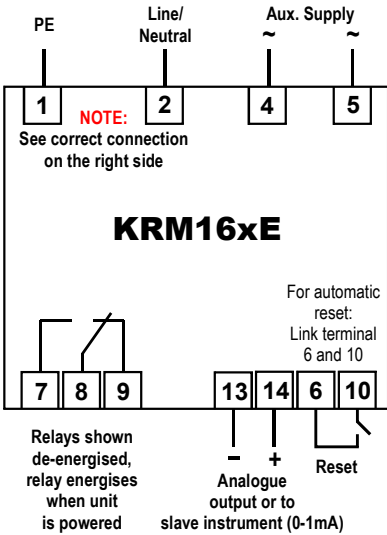 PE
Line/
Neutral
Aux. Supply
~ ~
1 2 4 5
NOTE:
See correct connection
on the right side
KRM16xE
For automatic
reset:
Link terminal
6 and 10
7 8 9 13 14 6 10
Relays shown
de-energised,
relay energises
when unit
is powered
– +
Analogue
output or to
slave instrument (0-1mA)
Reset